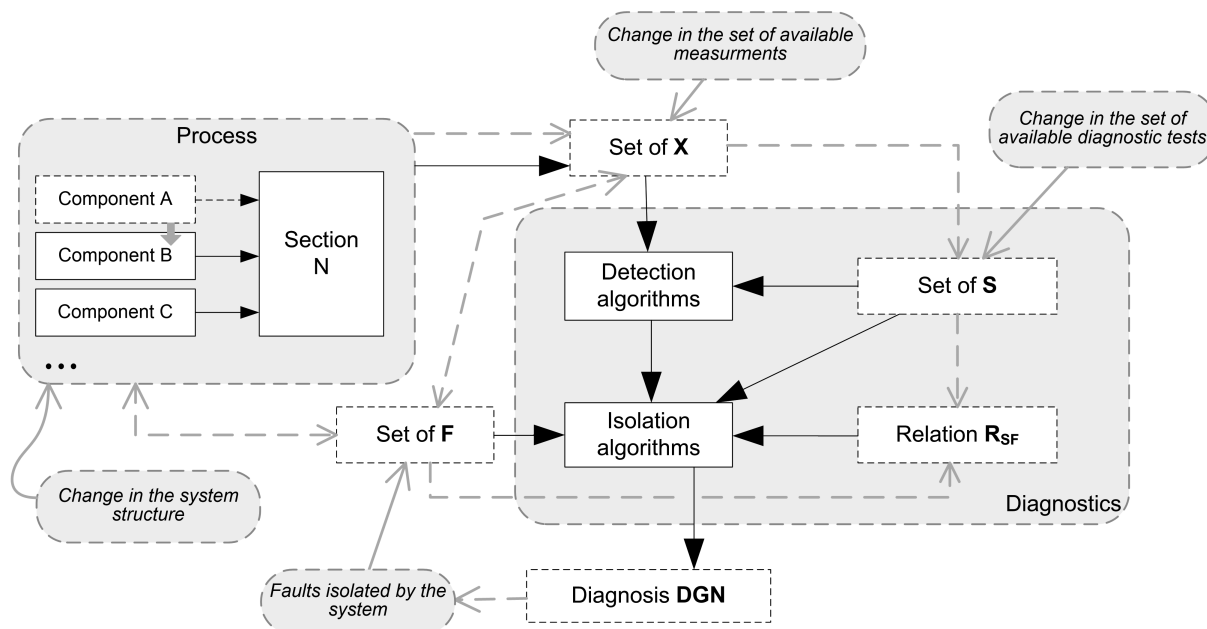 Change in the set of available
measurments
Process
Set of X
Change in the set of
available diagnostic tests
Component A
Component B
Component C
Section
N
...
Detection
algorithms
Set of S
Set of F
Isolation
algorithms
Relation RSF
Change in the system
structure
Diagnostics
Faults isolated by the
system
Diagnosis DGN